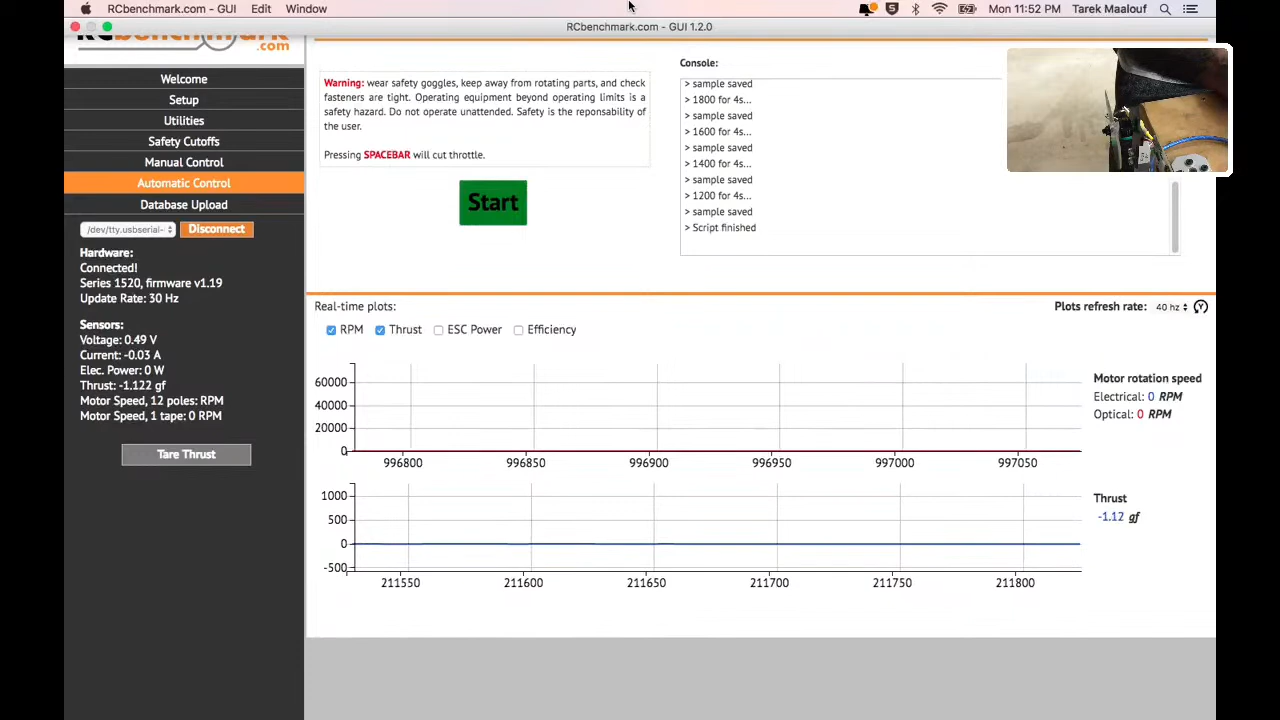 RCbenchmark.com - GUI Edit Window Mon 11:52 PM Tarek Maalouf
RCbenchmark.com - GUI 1.2.0
.com
Welcome
Setup
Utilities
Safety Cutoffs
Manual Control
Automatic Control
Database Upload
/dev/tty.usbserial- Disconnect
Hardware:
Connected!
Series 1520, firmware v1.19
Update Rate: 30 Hz
Sensors:
Voltage: 0.49 V
Current: -0.03 A
Elec. Power: 0 W
Thrust: -1.122 gf
Motor Speed, 12 poles: RPM
Motor Speed, 1 tape: 0 RPM
Tare Thrust
Warning: wear safety goggles, keep away from rotating parts, and check
fasteners are tight. Operating equipment beyond operating limits is a
safety hazard. Do not operate unattended. Safety is the reponsability of
the user.
Pressing SPACEBAR will cut throttle.
Start
Console:
> sample saved
> 1800 for 4s...
> sample saved
> 1600 for 4s...
> sample saved
> 1400 for 4s...
> sample saved
> 1200 for 4s...
> sample saved
> Script finished
Real-time plots:
Plots refresh rate: 40 hz
RPM Thrust ESC Power Efficiency
60000
40000
20000
0
996800 996850 996900 996950 997000 997050
Motor rotation speed
Electrical: 0 RPM
Optical: 0 RPM
1000
500
0
-500
211550 211600 211650 211700 211750 211800
Thrust
-1.12 gf